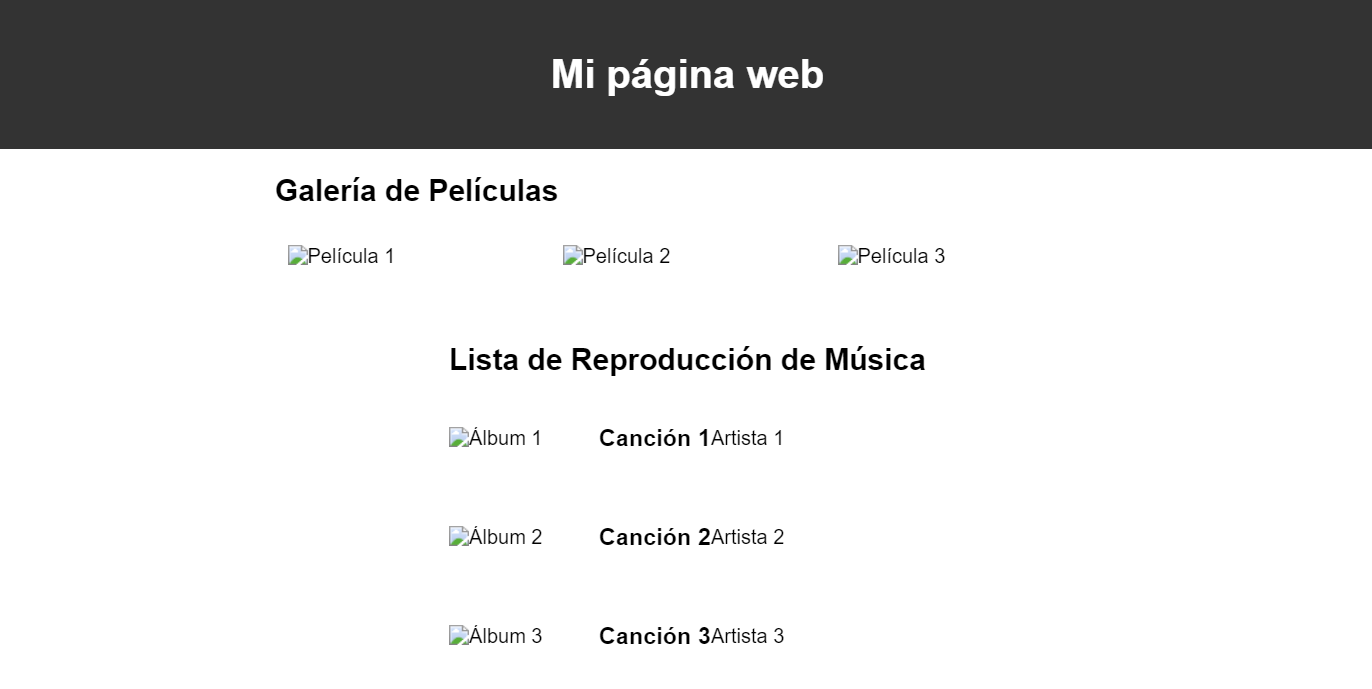 Mi página web
Galería de Películas
Película 1 Película 2 Película 3
Lista de Reproducción de Música
Álbum 1 Canción 1Artista 1
Álbum 2 Canción 2Artista 2
Álbum 3 Canción 3Artista 3